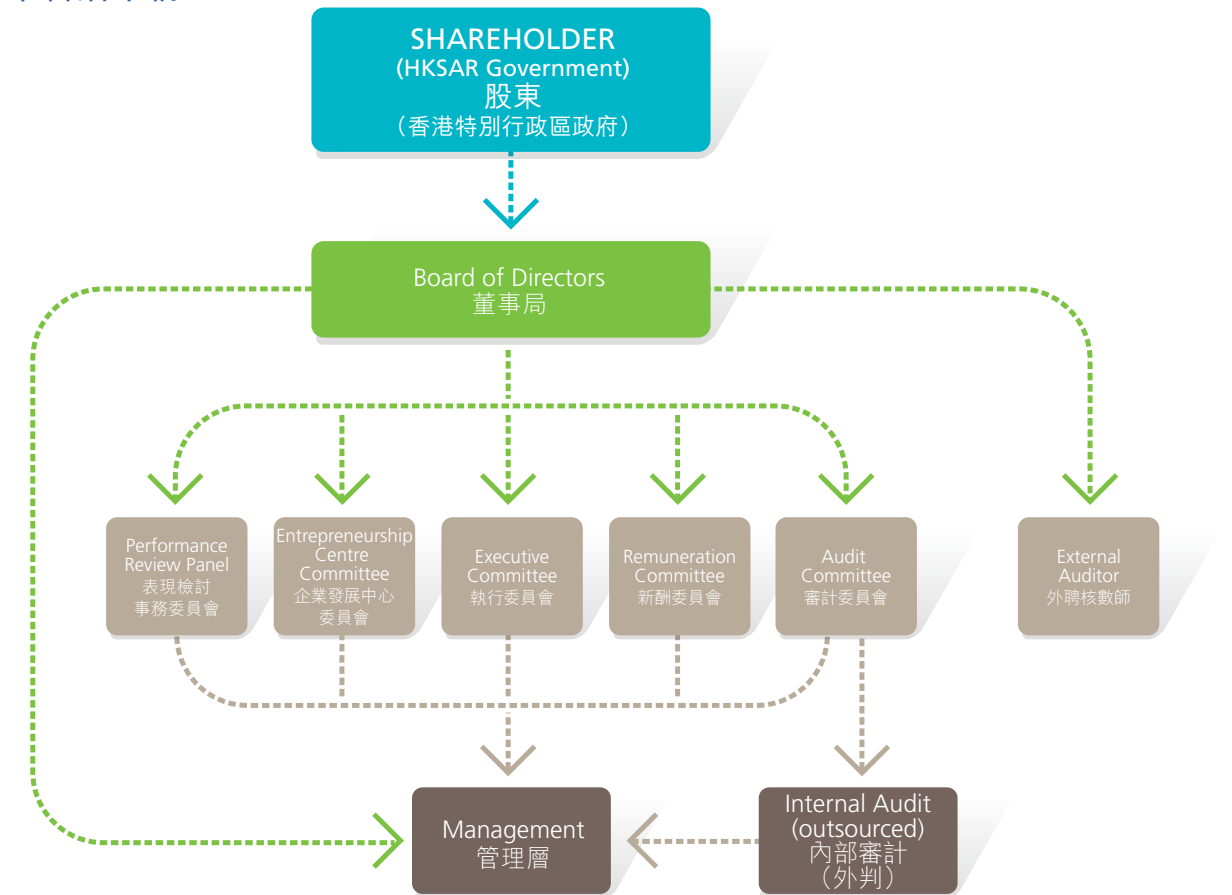 SHAREHOLDER
(HKSAR Government)
股東
（香港特別行政區政府）
Board of Directors
董事局
Performance
Review Panel
表現檢討
事務委員會
Entrepreneurship
Centre
Committee
企業發展中心
委員會
Executive
Committee
執行委員會
Remuneration
Committee
新酬委員會
Audit
Committee
審計委員會
External
Auditor
外聘核數師
Management
管理層
Internal Audit
(outsourced)
內部審計
（外判）